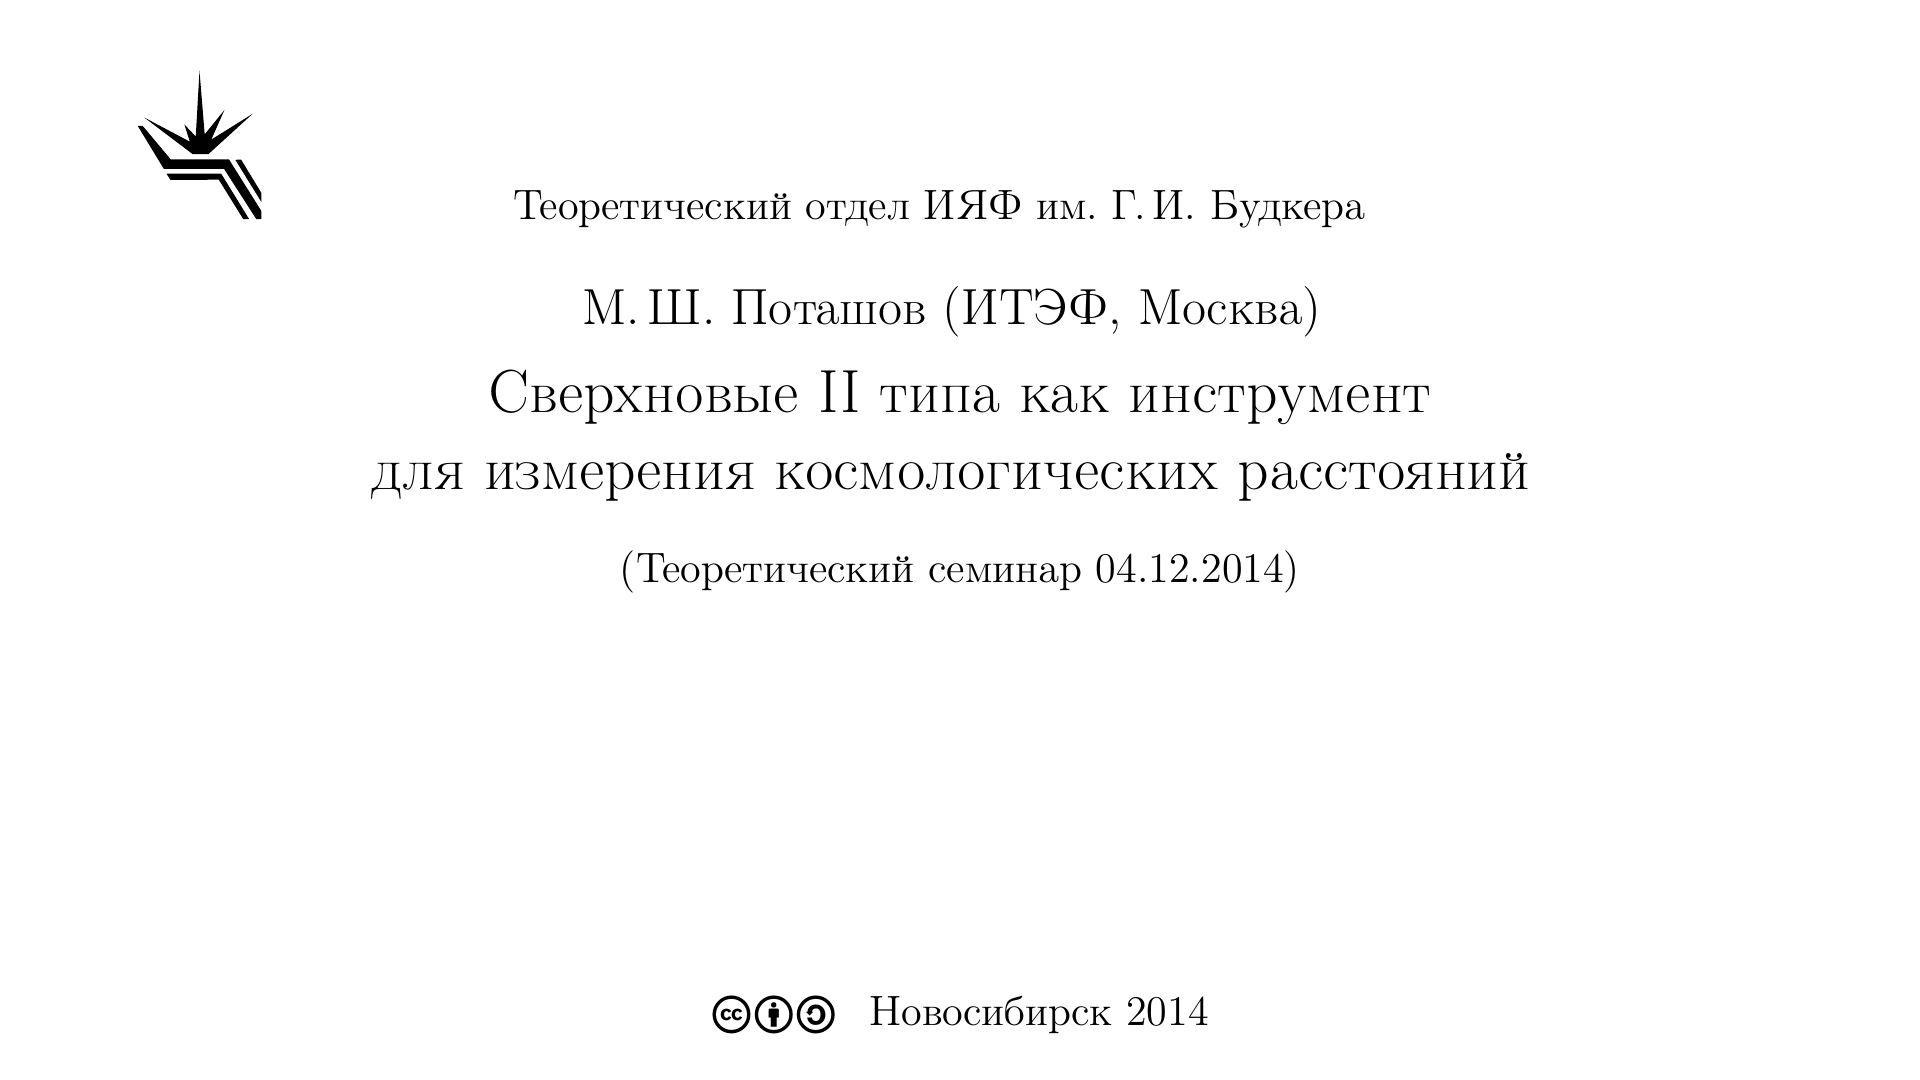 Теоретический отдел ИЯФ им. Г. И. Будкера
М. Ш. Поташов (ИТЭФ, Москва)
Сверхновые II типа как инструмент
для измерения космологических расстояний
(Теоретический семинар 04.12.2014)
cc Новосибирск 2014